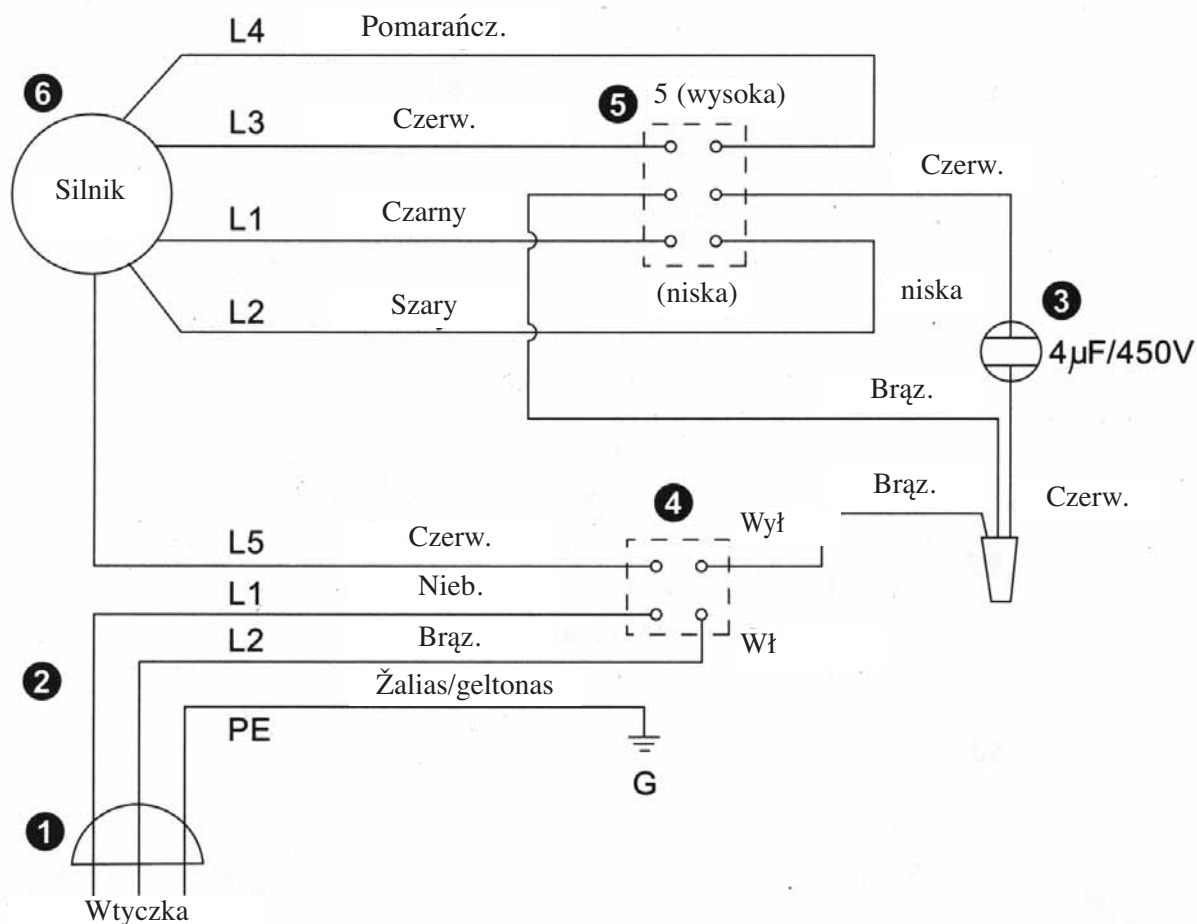 L4 Pomarańcz.
6
5 5 (wysoka)
L3 Czerw.
Silnik
Czerw.
L1 Czarny
(niska) niska
L2 Szary
3
4µF/450V
Brąz.
Brąz. Czerw.
4
Wył
L5 Czerw.
L1 Nieb.
L2 Brąz. Wł
2
Žalias/geltonas
PE
G
1
Wtyczka